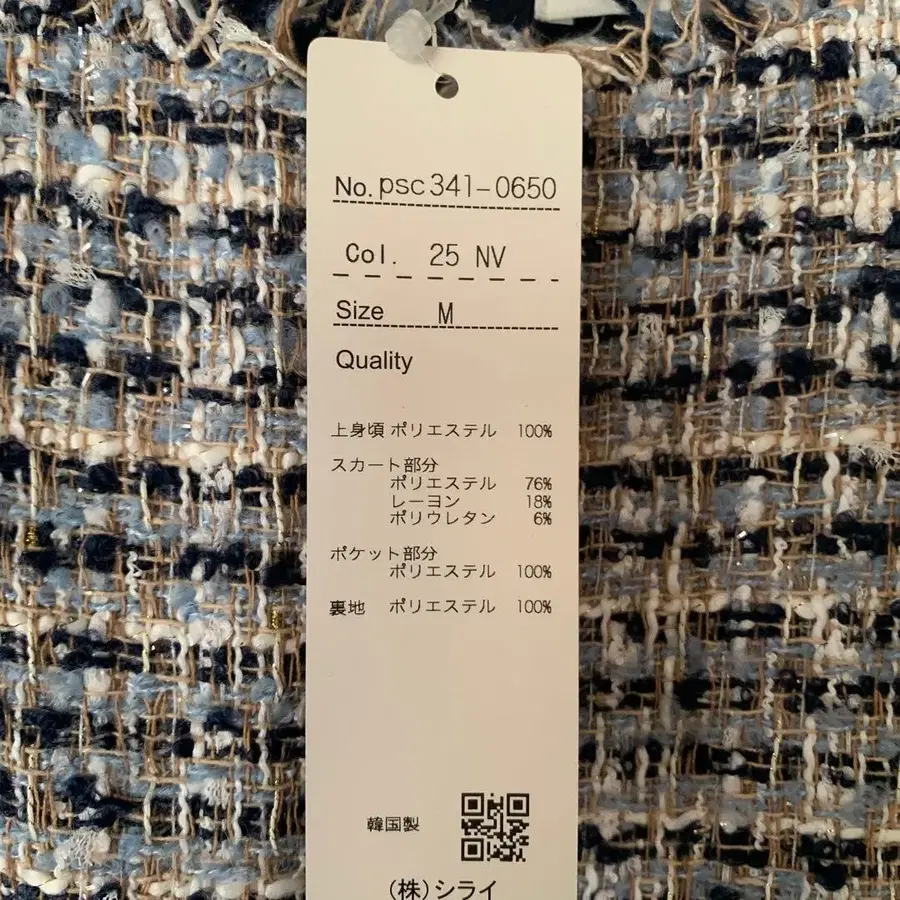 No. psc341-0650
Col. 25 NV
Size M
Quality
上身頃 ポリエステル 100%
スカート部分
ポリエステル 76%
レーヨン 18%
ポリウレタン 6%
ポケット部分
ポリエステル 100%
裏地 ポリエステル 100%
韓国製
(株)シライ